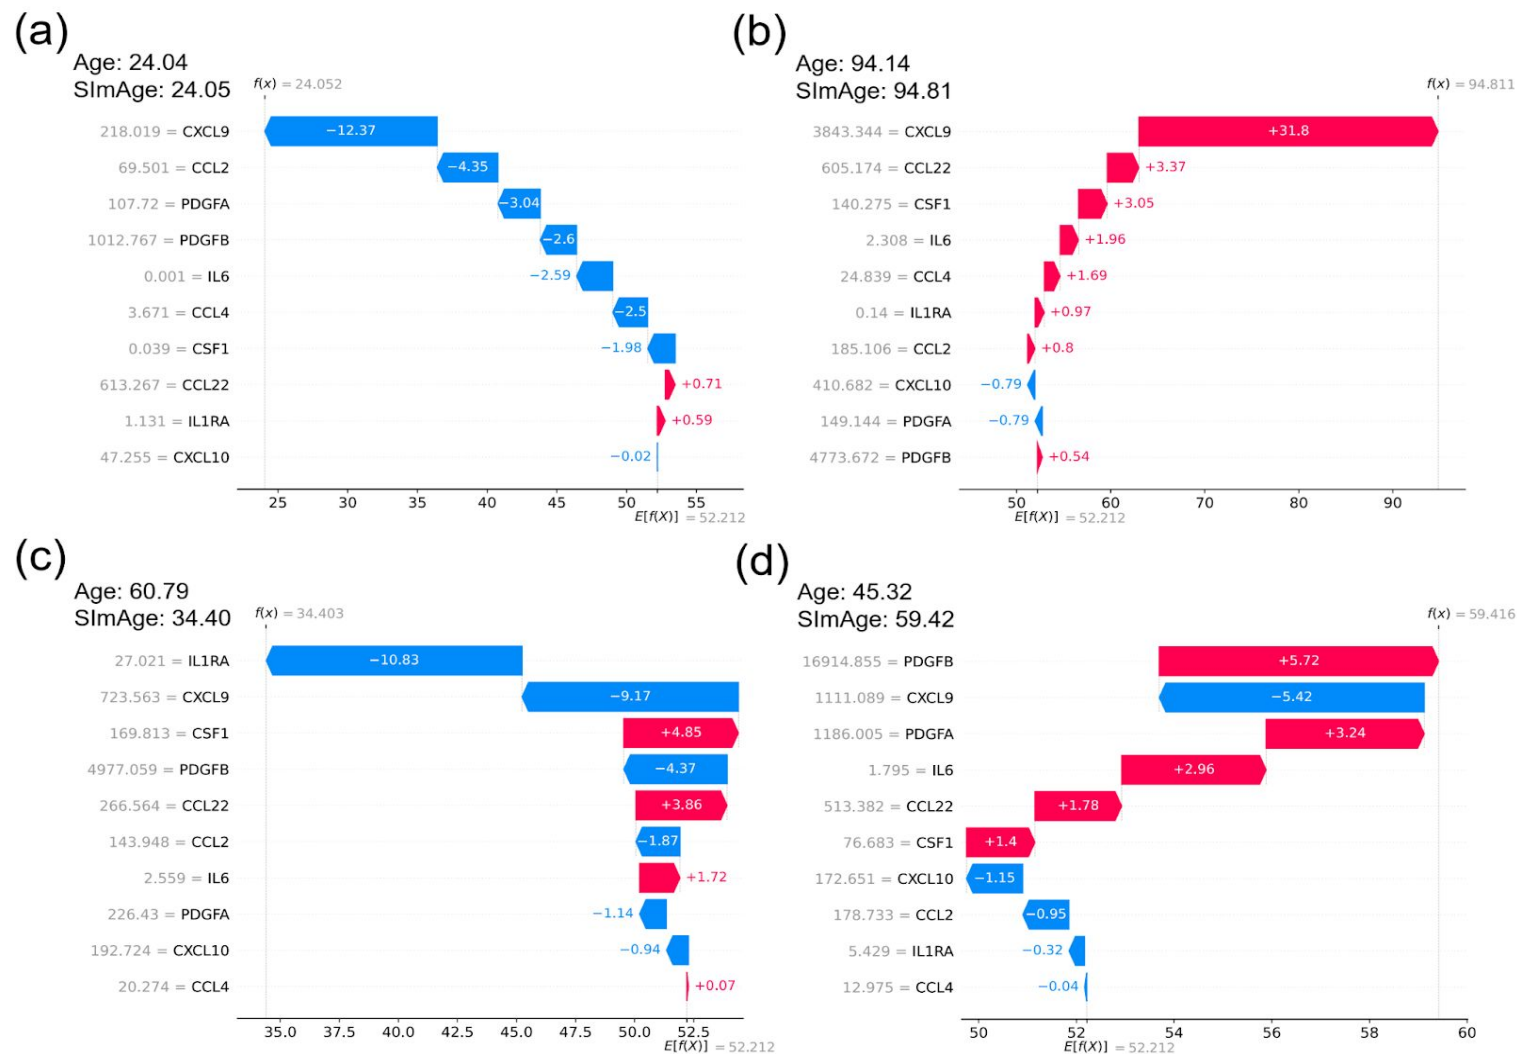 (a)
Age: 24.04
SImAge: 24.05
f(x) = 24.052
218.019 = CXCL9
−12.37
69.501 = CCL2
−4.35
107.72 = PDGFA
−3.04
1012.767 = PDGFB
−2.6
0.001 = IL6
−2.59
3.671 = CCL4
−2.5
0.039 = CSF1
−1.98
613.267 = CCL22
+0.71
1.131 = IL1RA
+0.59
47.255 = CXCL10
−0.02
25 30 35 40 45 50 55
E[f(X)] = 52.212
(b)
Age: 94.14
SImAge: 94.81
f(x) = 94.811
3843.344 = CXCL9
+31.8
605.174 = CCL22
+3.37
140.275 = CSF1
+3.05
2.308 = IL6
+1.96
24.839 = CCL4
+1.69
0.14 = IL1RA
+0.97
185.106 = CCL2
+0.8
410.682 = CXCL10
−0.79
149.144 = PDGFA
−0.79
4773.672 = PDGFB
+0.54
50 60 70 80 90
E[f(X)] = 52.212
(c)
Age: 60.79
SImAge: 34.40
f(x) = 34.403
27.021 = IL1RA
−10.83
723.563 = CXCL9
−9.17
169.813 = CSF1
+4.85
4977.059 = PDGFB
−4.37
266.564 = CCL22
+3.86
143.948 = CCL2
−1.87
2.559 = IL6
+1.72
226.43 = PDGFA
−1.14
192.724 = CXCL10
−0.94
20.274 = CCL4
+0.07
35.0 37.5 40.0 42.5 45.0 47.5 50.0 52.5
E[f(X)] = 52.212
(d)
Age: 45.32
SImAge: 59.42
f(x) = 59.416
16914.855 = PDGFB
+5.72
1111.089 = CXCL9
−5.42
1186.005 = PDGFA
+3.24
1.795 = IL6
+2.96
513.382 = CCL22
+1.78
76.683 = CSF1
+1.4
172.651 = CXCL10
−1.15
178.733 = CCL2
−0.95
5.429 = IL1RA
−0.32
12.975 = CCL4
−0.04
50 52 54 56 58 60
E[f(X)] = 52.212